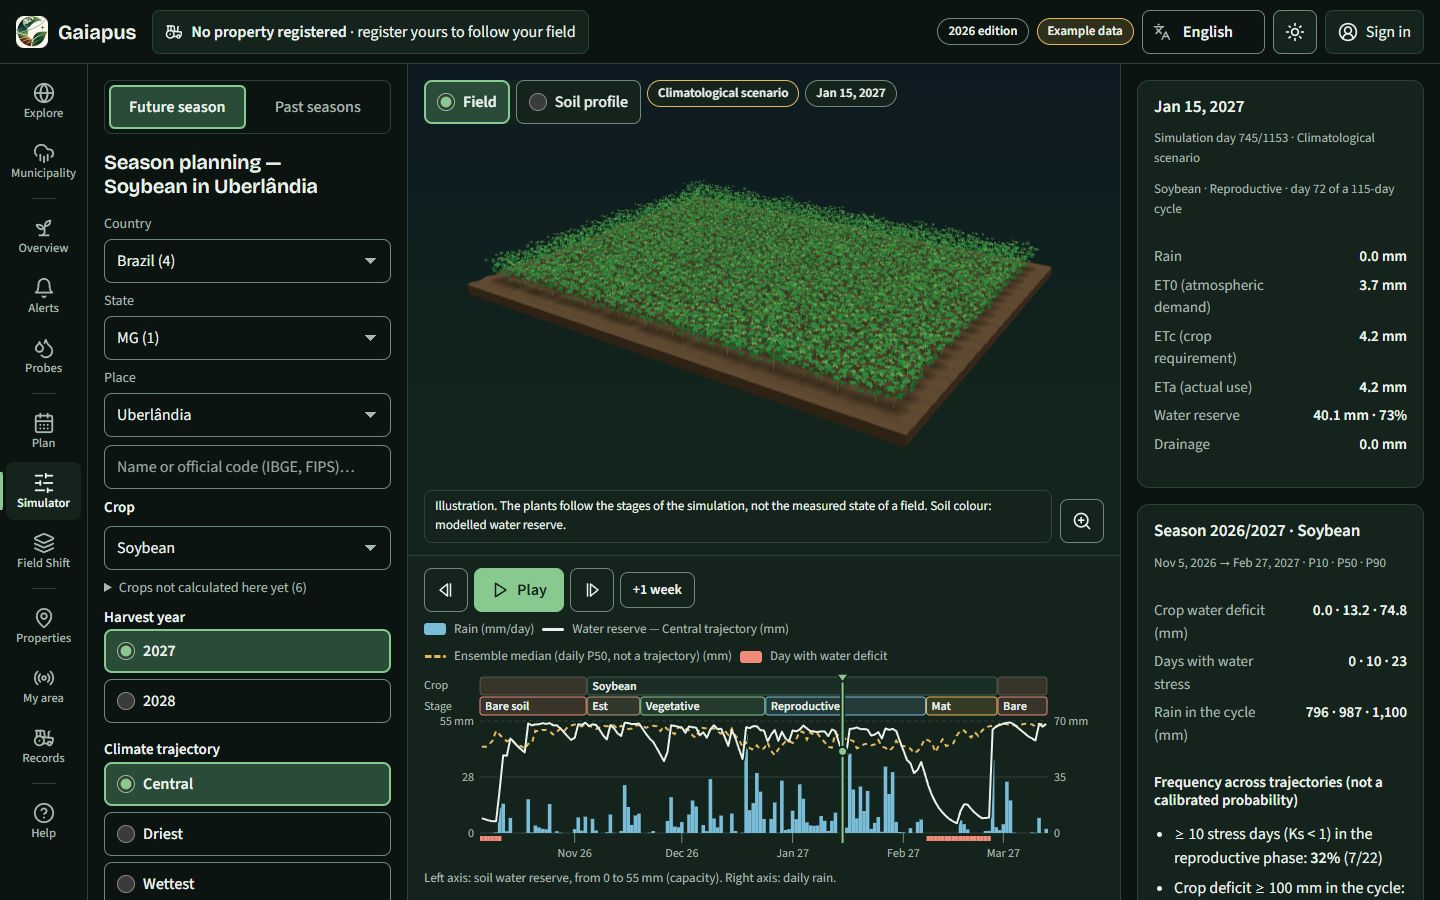 Gaiapus
No property registered · register yours to follow your field
2026 edition
Example data
English
Sign in
Explore
Municipality
Overview
Alerts
Probes
Plan
Simulator
Field Shift
Properties
My area
Records
Help
Future season
Past seasons
Season planning —
Soybean in Uberlândia
Country
Brazil (4)
State
MG (1)
Place
Uberlândia
Name or official code (IBGE, FIPS)…
Crop
Soybean
Crops not calculated here yet (6)
Harvest year
2027
2028
Climate trajectory
Central
Driest
Wettest
Field
Soil profile
Climatological scenario
Jan 15, 2027
Illustration. The plants follow the stages of the simulation, not the measured state of a field. Soil colour:
modelled water reserve.
Play
+1 week
Rain (mm/day)
Water reserve — Central trajectory (mm)
Ensemble median (daily P50, not a trajectory) (mm)
Day with water deficit
Crop
Soybean
Stage
Bare soil
Est
Vegetative
Reproductive
Mat
Bare
55 mm
70 mm
28
35
0
0
Nov 26
Dec 26
Jan 27
Feb 27
Mar 27
Left axis: soil water reserve, from 0 to 55 mm (capacity). Right axis: daily rain.
Jan 15, 2027
Simulation day 745/1153 · Climatological
scenario
Soybean · Reproductive · day 72 of a 115-day
cycle
Rain 0.0 mm
ET0 (atmospheric
demand) 3.7 mm
ETc (crop
requirement) 4.2 mm
ETa (actual use) 4.2 mm
Water reserve 40.1 mm · 73%
Drainage 0.0 mm
Season 2026/2027 · Soybean
Nov 5, 2026 → Feb 27, 2027 · P10 · P50 · P90
Crop water deficit
(mm) 0.0 · 13.2 · 74.8
Days with water
stress 0 · 10 · 23
Rain in the cycle
(mm) 796 · 987 · 1,100
Frequency across trajectories (not a
calibrated probability)
• ≥ 10 stress days (Ks < 1) in the
reproductive phase: 32% (7/22)
• Crop deficit ≥ 100 mm in the cycle: